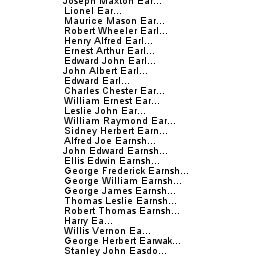 Joseph Maxton Ear...
Lionel Ear...
Maurice Mason Ear...
Robert Wheeler Earl...
Henry Alfred Earl...
Ernest Arthur Earl...
Edward John Earl...
John Albert Earl...
Edward Earl...
Charles Chester Ear...
William Ernest Ear...
Leslie John Ear...
William Raymond Ear...
Sidney Herbert Earn...
Alfred Joe Earnsh...
John Edward Earnsh...
Ellis Edwin Earnsh...
George Frederick Earnsh...
George William Earnsh...
George James Earnsh...
Thomas Leslie Earnsh...
Robert Thomas Earnsh...
Harry Ea...
Willis Vernon Ea...
George Herbert Earwak...
Stanley John Easdo...